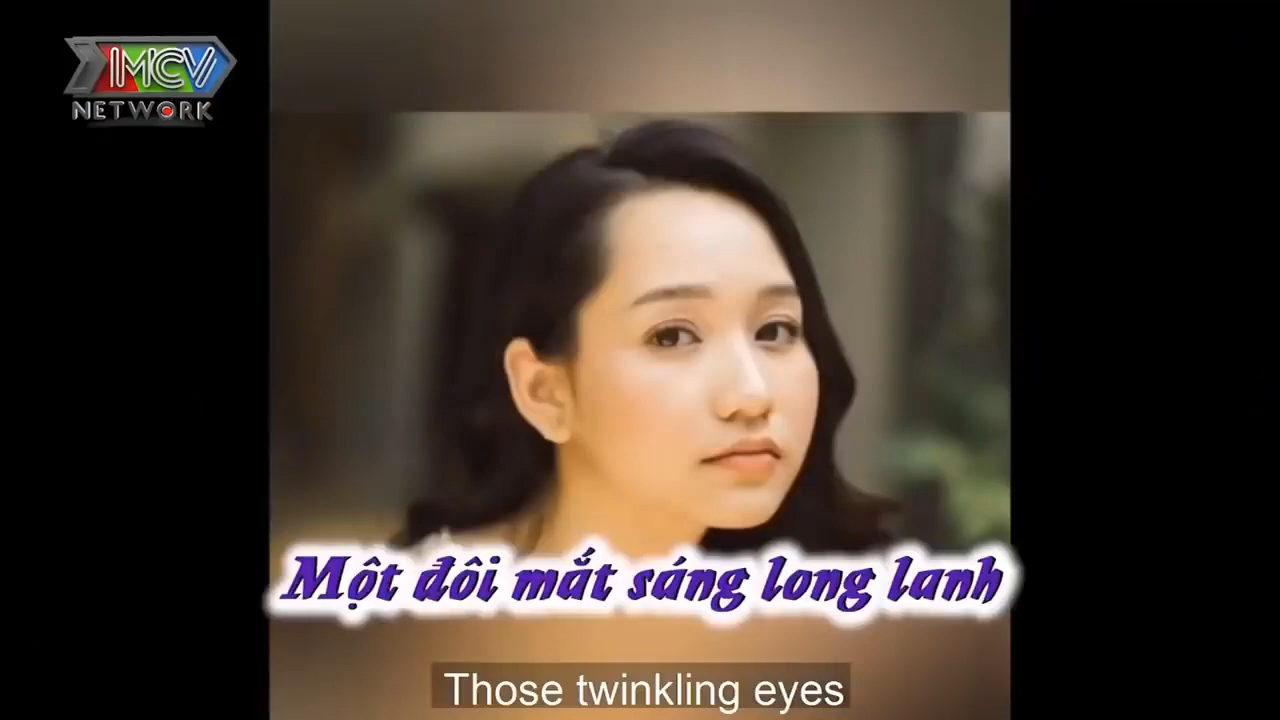 MCV
NETWORK
Một đôi mắt sáng long lanh
Those twinkling eyes